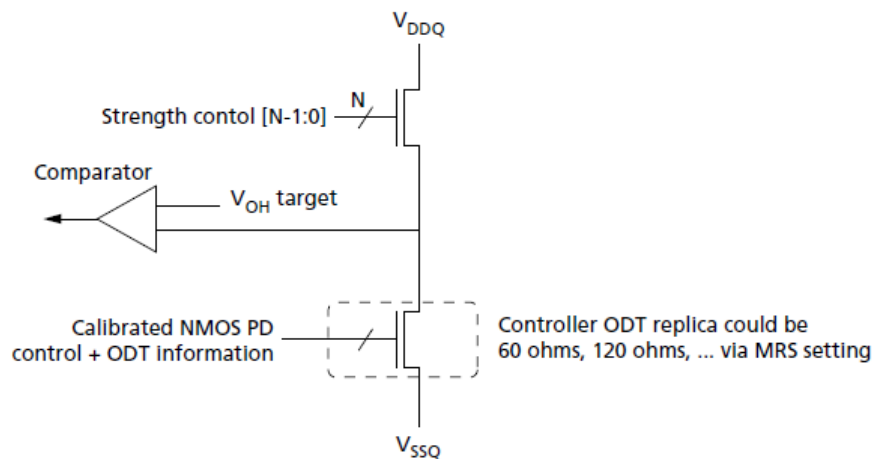 VDDQ
N
Strength contol [N-1:0]
Comparator
VOH target
Calibrated NMOS PD
control + ODT information
Controller ODT replica could be
60 ohms, 120 ohms, ... via MRS setting
VSSQ